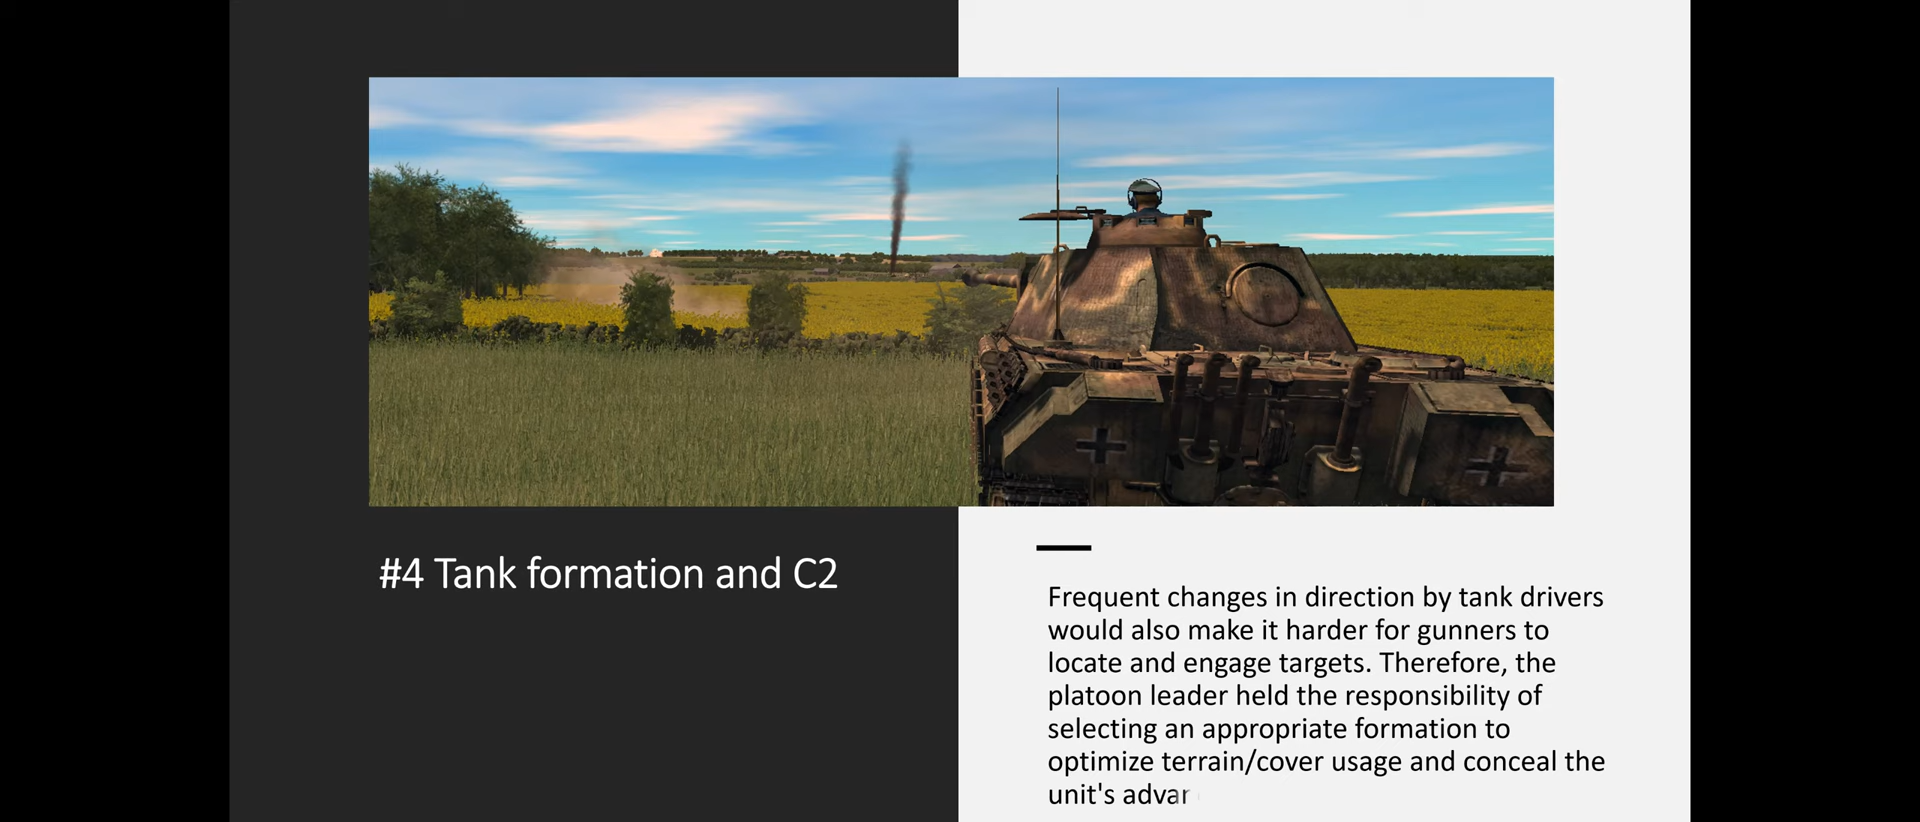 #4 Tank formation and C2
Frequent changes in direction by tank drivers
would also make it harder for gunners to
locate and engage targets. Therefore, the
platoon leader held the responsibility of
selecting an appropriate formation to
optimize terrain/cover usage and conceal the
unit's